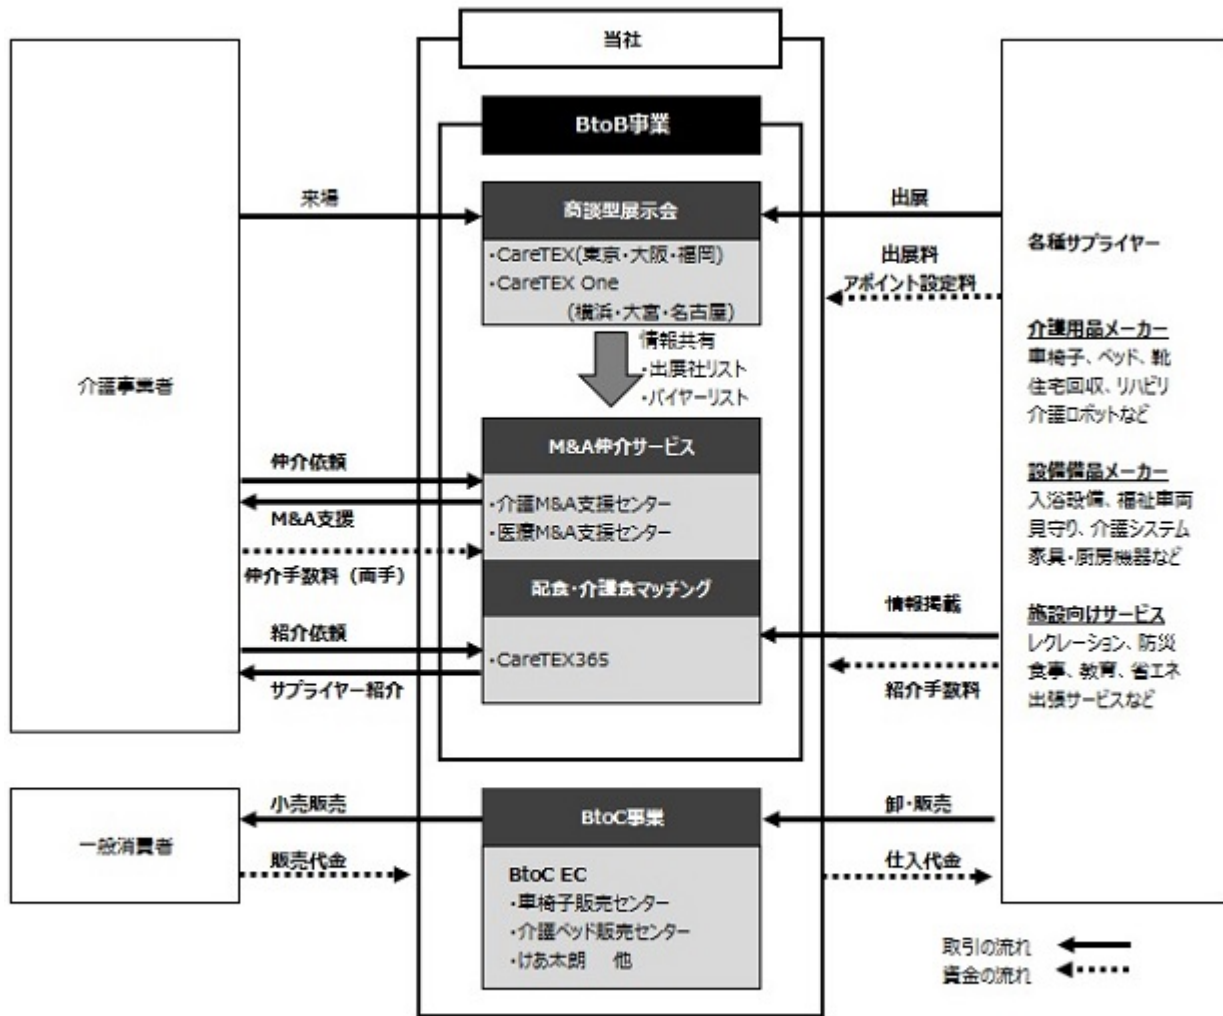 当社
BtoB事業
来場
商談型展示会
出展
・CareTEX(東京・大阪・福岡)
・CareTEX One
(横浜・大宮・名古屋)
出展料
アポイント設定料
各種サプライヤー
情報共有
・出展社リスト
・バイヤーリスト
介護事業者
介護用品メーカー
車椅子、ベッド、靴
住宅回収、リハビリ
介護ロボットなど
M&A仲介サービス
仲介依頼
・介護M&A支援センター
・医療M&A支援センター
M&A支援
仲介手数料（両手）
設備備品メーカー
入浴設備、福祉車両
見守り、介護システム
家具・厨房機器など
配食・介護食マッチング
紹介依頼
・CareTEX365
サプライヤー紹介
情報掲載
紹介手数料
施設向けサービス
レクレーション、防災
食事、教育、省エネ
出張サービスなど
一般消費者
小売販売
販売代金
BtoC事業
BtoC EC
・車椅子販売センター
・介護ベッド販売センター
・けあ太朗　他
卸・販売
仕入代金
取引の流れ
資金の流れ